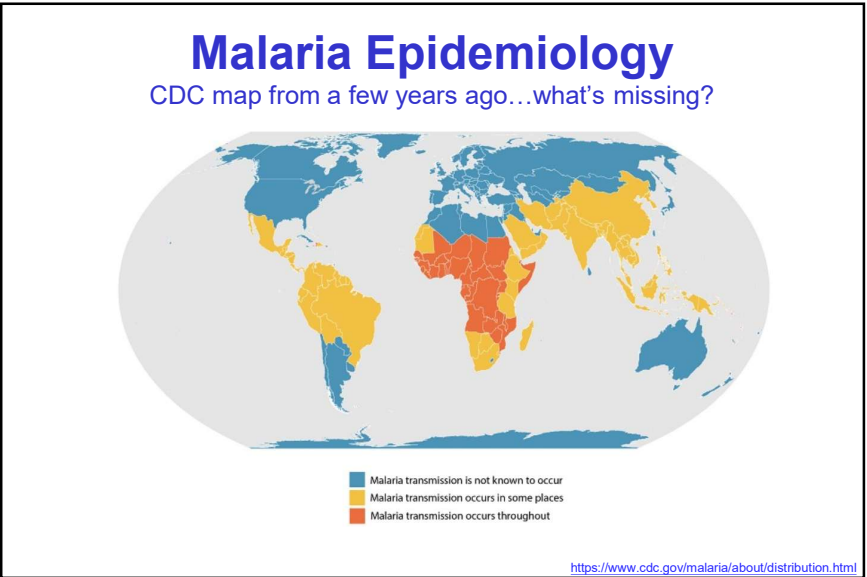 Malaria Epidemiology
CDC map from a few years ago…what’s missing?
Malaria transmission is not known to occur
Malaria transmission occurs in some places
Malaria transmission occurs throughout
https://www.cdc.gov/malaria/about/distribution.html